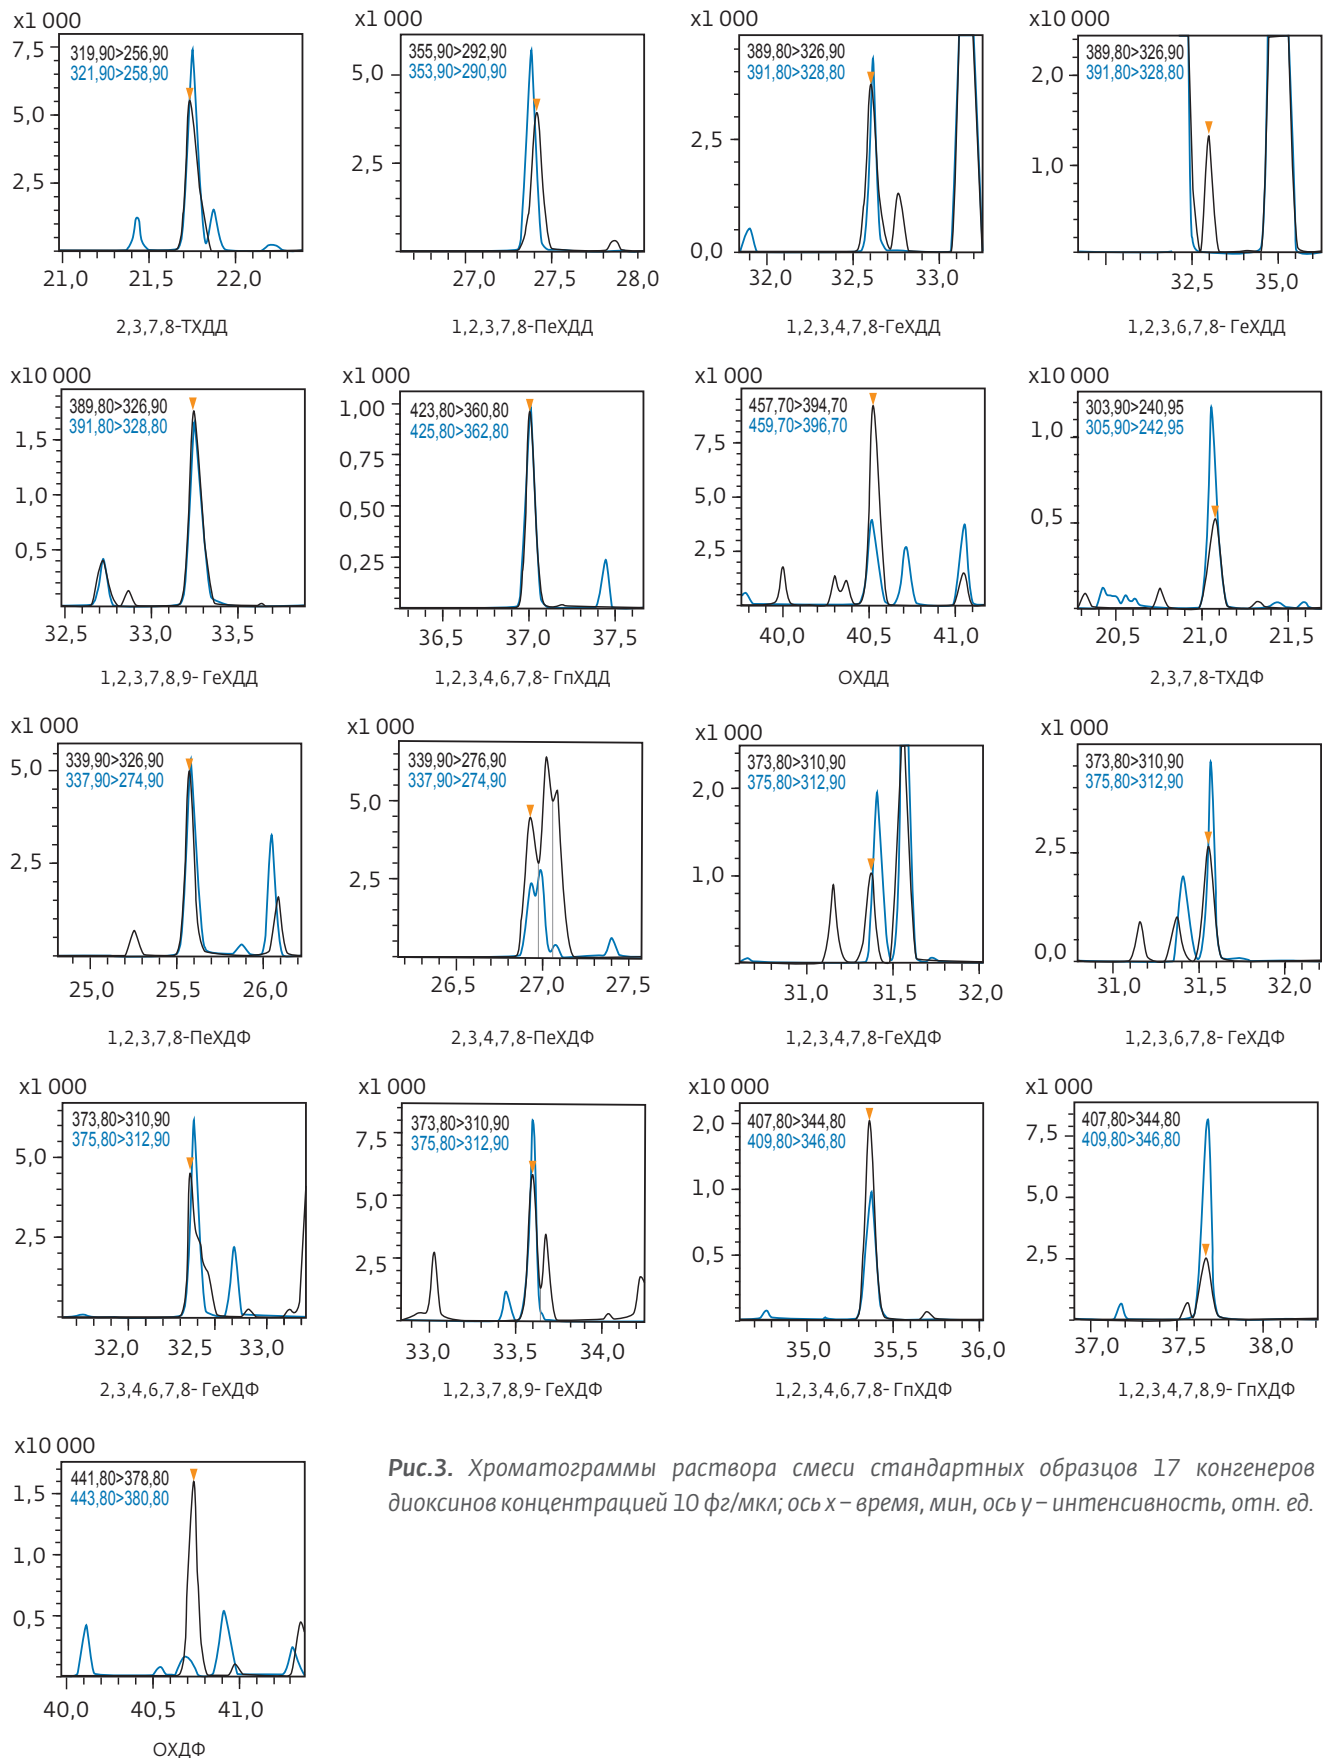 x1 000
319,90>256,90
321,90>258,90
7,5
5,0
2,5
21,0 21,5 22,0
2,3,7,8-ТХДД
x1 000
355,90>292,90
353,90>290,90
5,0
2,5
27,0 27,5 28,0
1,2,3,7,8-ПеХДД
x1 000
389,80>326,90
391,80>328,80
2,5
0,0
32,0 32,5 33,0
1,2,3,4,7,8-ГеХДД
x10 000
389,80>326,90
391,80>328,80
2,0
1,0
32,5 35,0
1,2,3,6,7,8- ГеХДД
x10 000
389,80>326,90
391,80>328,80
1,5
1,0
0,5
32,5 33,0 33,5
1,2,3,7,8,9- ГеХДД
x1 000
423,80>360,80
425,80>362,80
1,00
0,75
0,50
0,25
36,5 37,0 37,5
1,2,3,4,6,7,8- ГпХДД
x1 000
457,70>394,70
459,70>396,70
7,5
5,0
2,5
40,0 40,5 41,0
ОХДД
x10 000
303,90>240,95
305,90>242,95
1,0
0,5
20,5 21,0 21,5
2,3,7,8-ТХДФ
x1 000
339,90>326,90
337,90>274,90
5,0
2,5
25,0 25,5 26,0
1,2,3,7,8-ПеХДФ
x1 000
339,90>276,90
337,90>274,90
5,0
2,5
26,5 27,0 27,5
2,3,4,7,8-ПеХДФ
x1 000
373,80>310,90
375,80>312,90
2,0
1,0
31,0 31,5 32,0
1,2,3,4,7,8-ГеХДФ
x1 000
373,80>310,90
375,80>312,90
2,5
0,0
31,0 31,5 32,0
1,2,3,6,7,8- ГеХДФ
x1 000
373,80>310,90
375,80>312,90
5,0
2,5
32,0 32,5 33,0
2,3,4,6,7,8- ГеХДФ
x1 000
373,80>310,90
375,80>312,90
7,5
5,0
2,5
33,0 33,5 34,0
1,2,3,7,8,9- ГеХДФ
x10 000
407,80>344,80
409,80>346,80
2,0
1,0
0,5
35,0 35,5 36,0
1,2,3,4,6,7,8- ГпХДФ
x1 000
407,80>344,80
409,80>346,80
7,5
5,0
2,5
37,0 37,5 38,0
1,2,3,4,7,8,9- ГпХДФ
x10 000
441,80>378,80
443,80>380,80
1,5
1,0
0,5
40,0 40,5 41,0
ОХДФ
Рис.3. Хроматограммы раствора смеси стандартных образцов 17 конгенеров
диоксинов концентрацией 10 фг/мкл; ось x – время, мин, ось y – интенсивность, отн. ед.